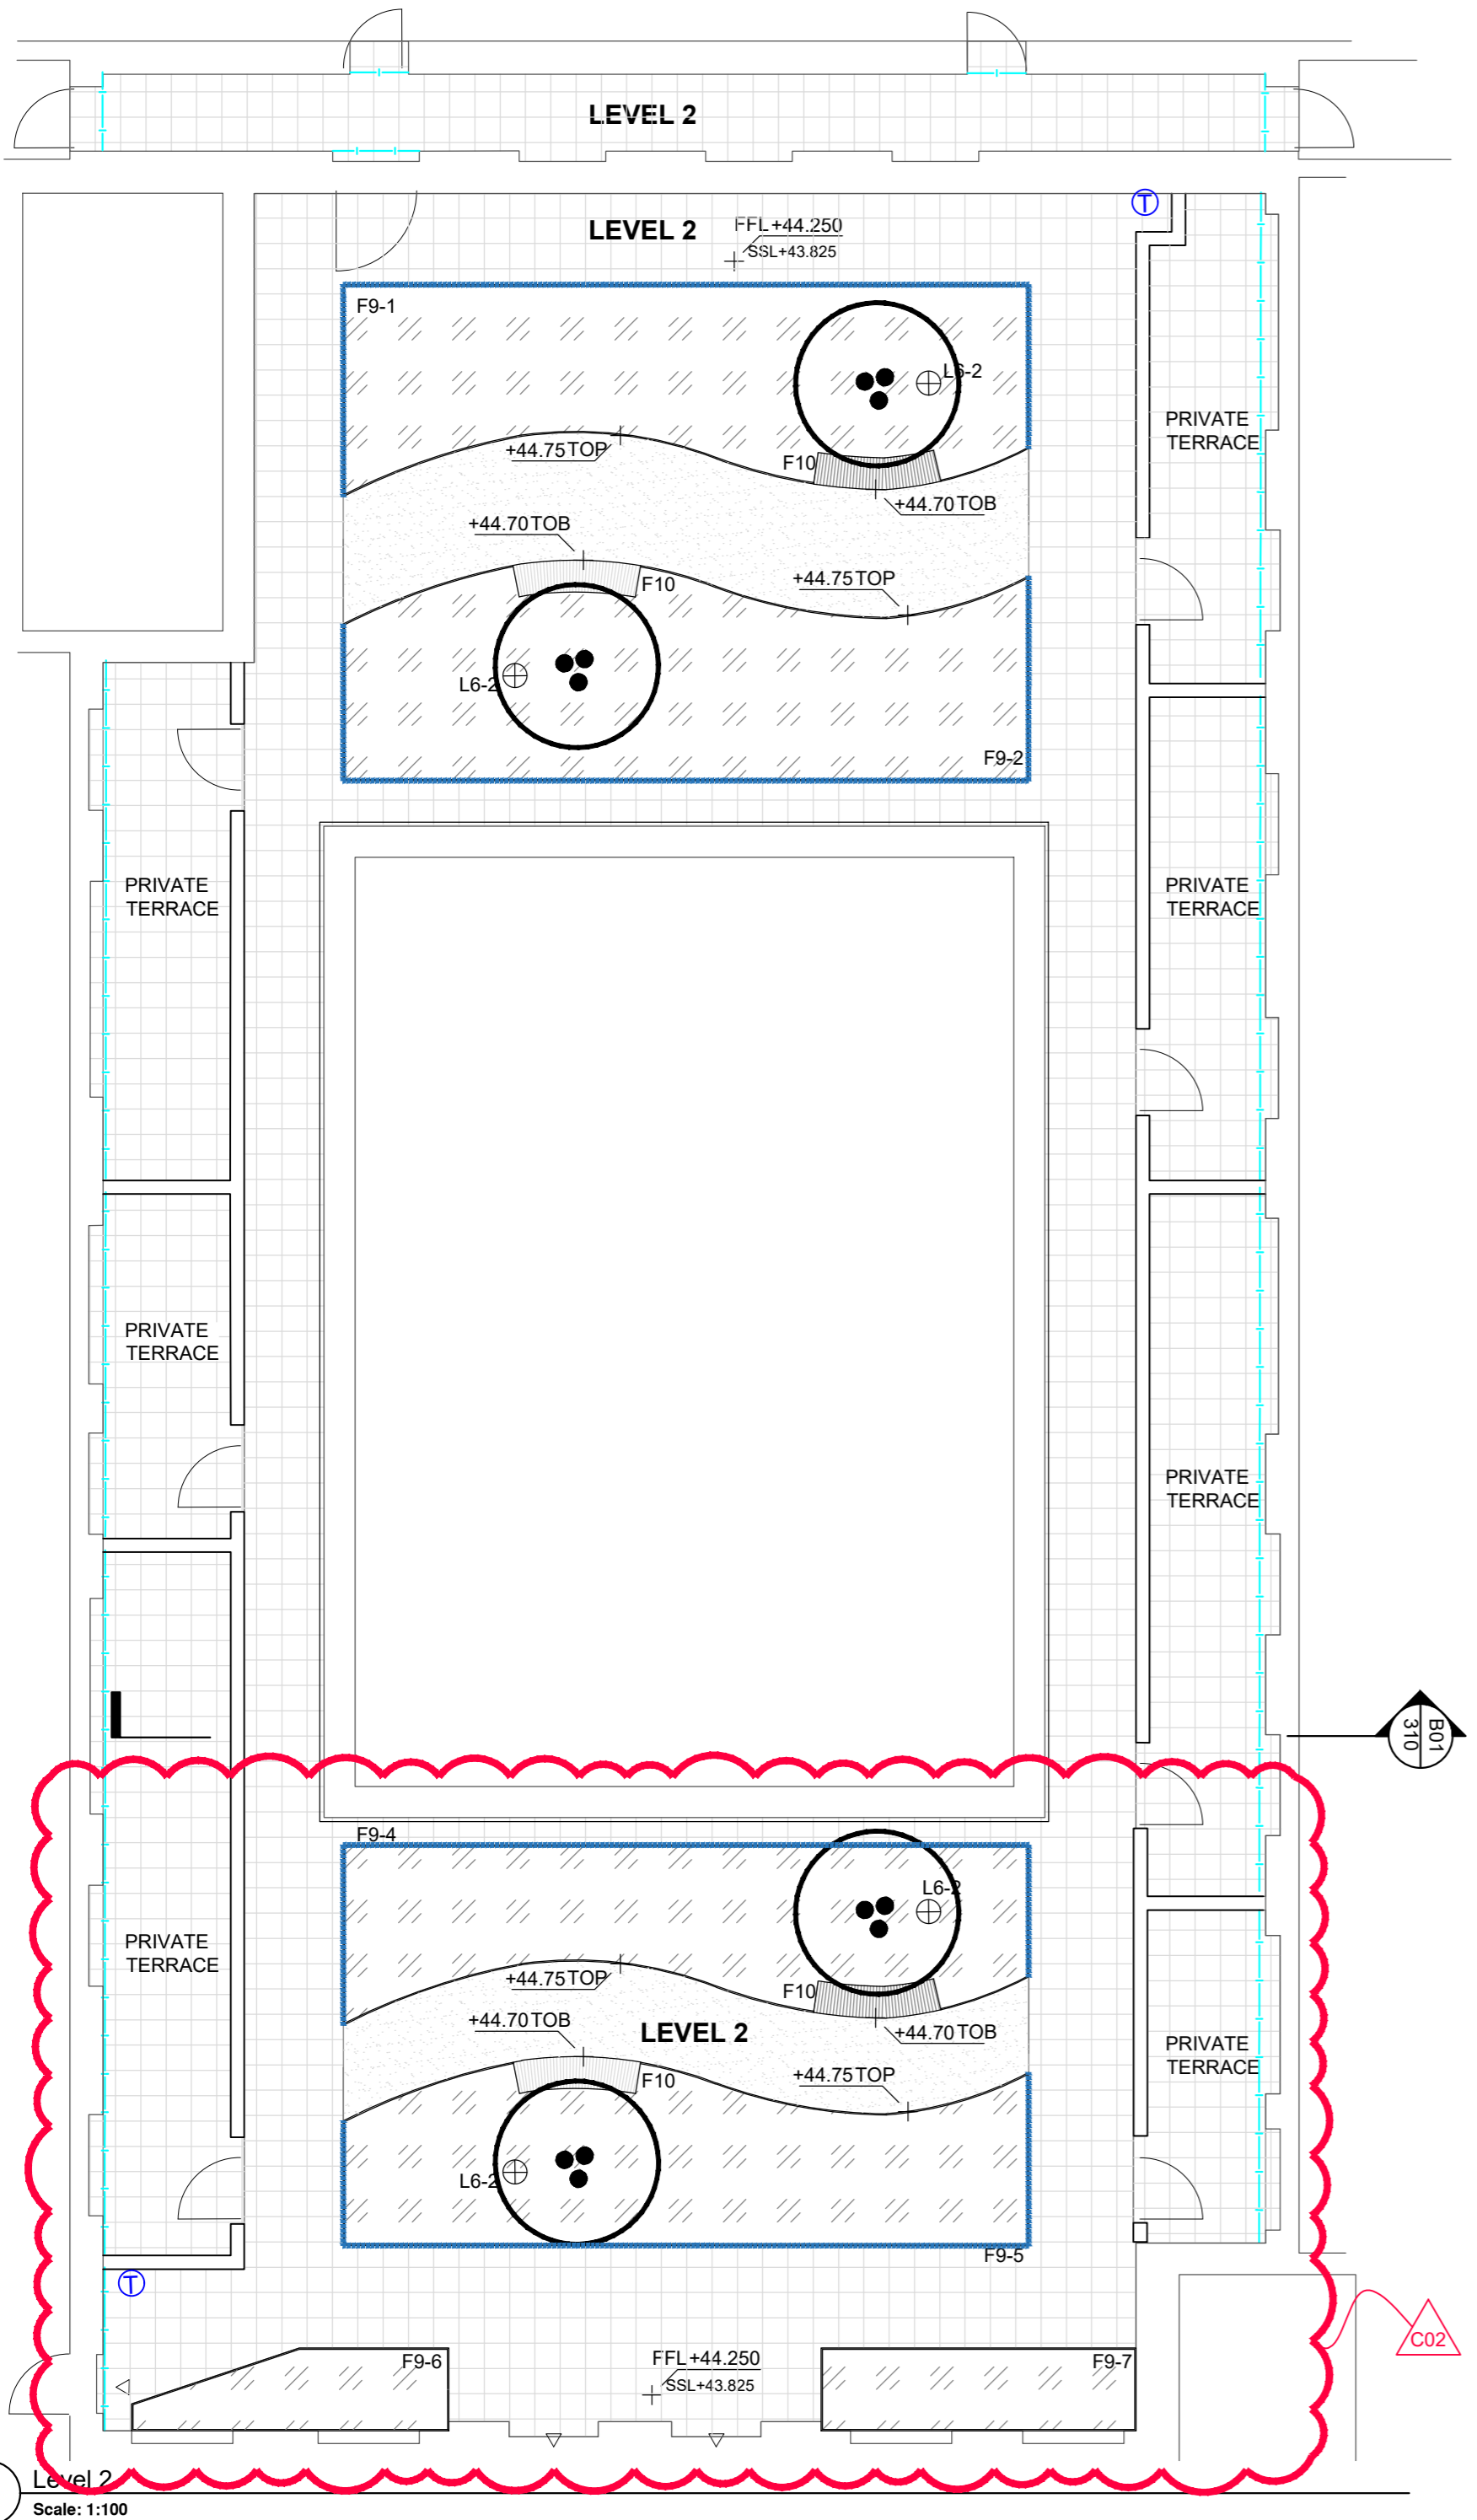 LEVEL 2
LEVEL 2
FFL+44.250
SSL+43.825
T
F9-1
L6-2
PRIVATE
TERRACE
+44.75TOP
F10
+44.70TOB
+44.70TOB
F10
+44.75TOP
L6-2
F9-2
PRIVATE
TERRACE
PRIVATE
TERRACE
PRIVATE
TERRACE
PRIVATE
TERRACE
B01
310
F9-4
L6-2
PRIVATE
TERRACE
+44.75TOP
F10
+44.70TOB
LEVEL 2
+44.70TOB
PRIVATE
TERRACE
F10
+44.75TOP
L6-2
F9-5
T
F9-6
FFL+44.250
SSL+43.825
F9-7
C02
Level 2
Scale: 1:100